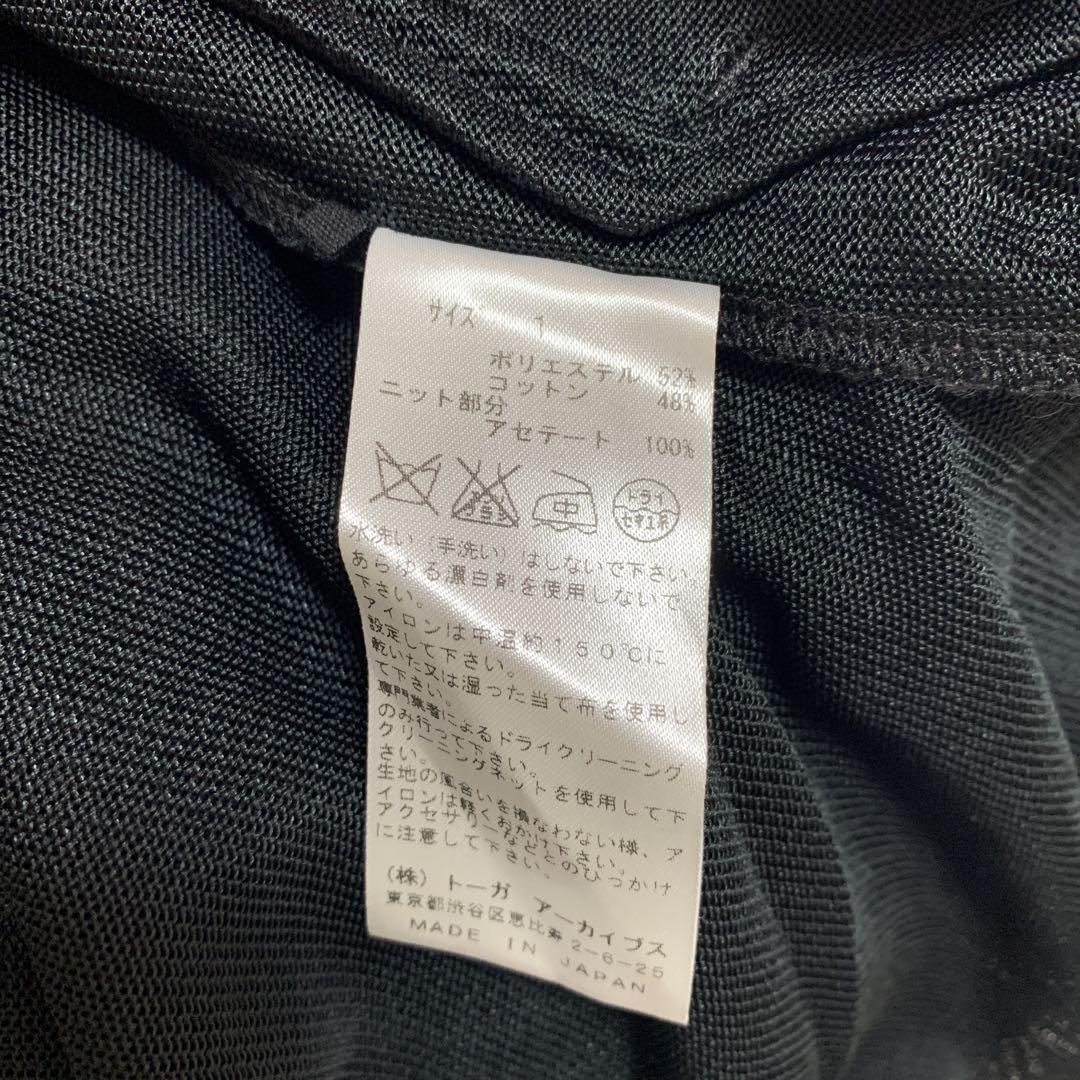 サイズ 1
ポリエステル 52%
コットン 48%
ニット部分
アセテート 100%
中
ドライ
セキユ系
水洗い（手洗い）はしないで下さい。
あらゆる漂白剤を使用しないで
下さい。
アイロンは中温約150℃に
設定して下さい。
乾いた又は湿った当て布を使用し
て下さい。
専門業者によるドライクリーニング
のみ行って下さい。
クリーニングネットを使用して下
さい。
生地の風合いを損なわない様、ア
イロンは軽くおかけ下さい。
アクセサリーなどとのひっかけ
に注意して下さい。
(株) トーガ アーカイブス
東京都渋谷区恵比寿2-6-25
MADE IN JAPAN